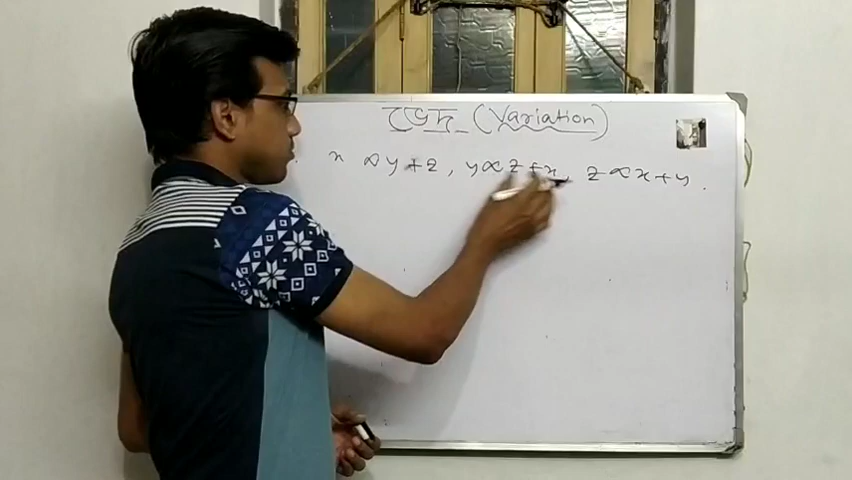 ভেদ (Variation)
x ∝ y + z , y ∝ z + x , z ∝ x + y .